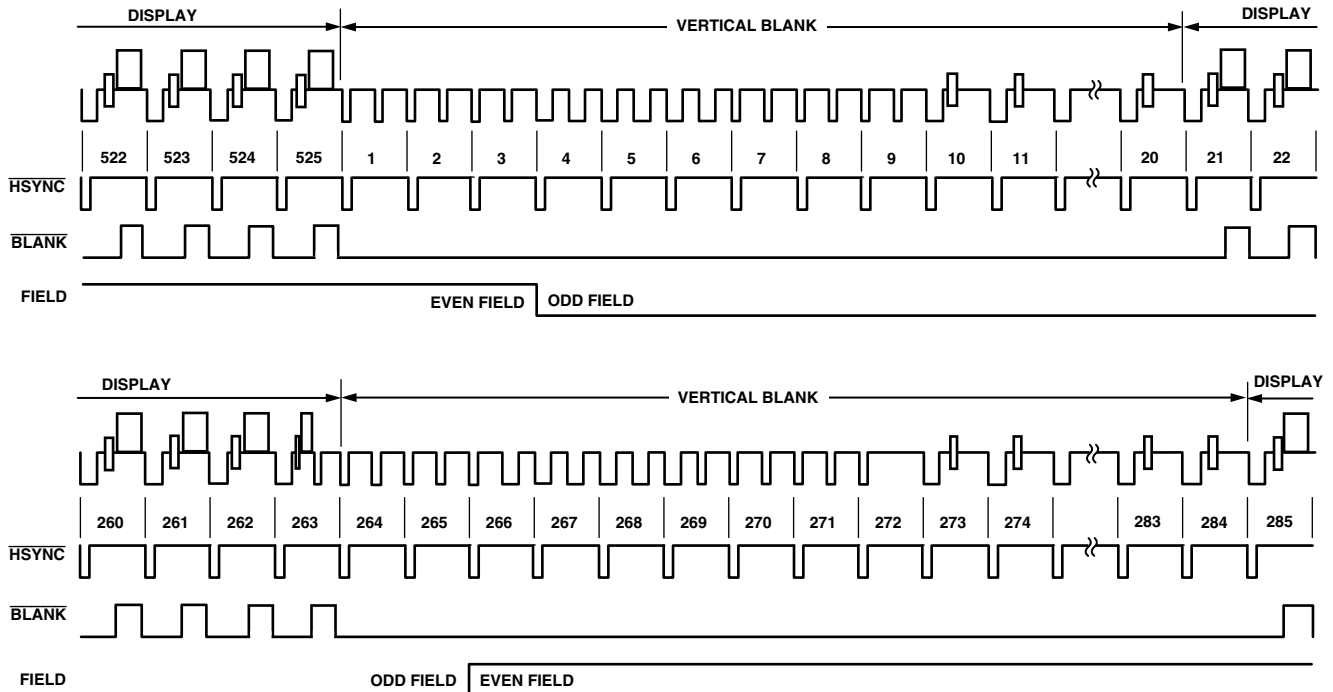 DISPLAY VERTICAL BLANK DISPLAY
522 523 524 525 1 2 3 4 5 6 7 8 9 10 11 20 21 22
HSYNC
BLANK
FIELD EVEN FIELD ODD FIELD
DISPLAY VERTICAL BLANK DISPLAY
260 261 262 263 264 265 266 267 268 269 270 271 272 273 274 283 284 285
HSYNC
BLANK
FIELD ODD FIELD EVEN FIELD